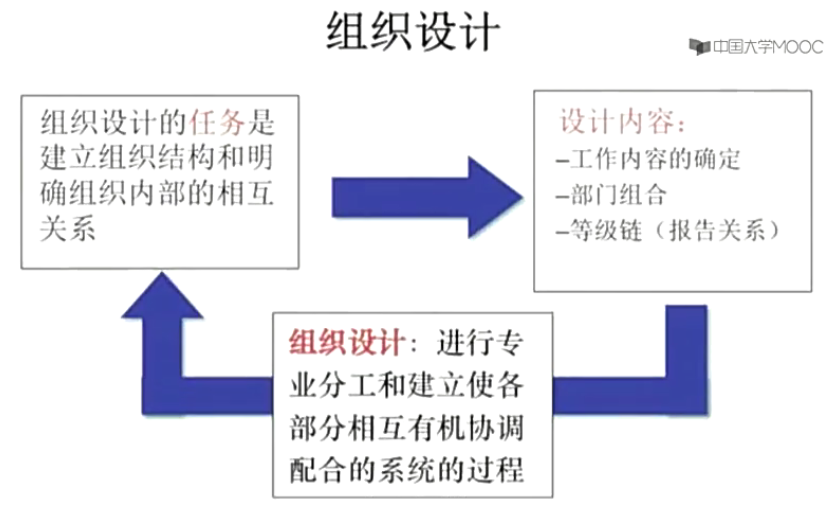 组织设计
中国大学MOOC
组织设计的任务是
建立组织结构和明
确组织内部的相互
关系
设计内容：
–工作内容的确定
–部门组合
–等级链（报告关系）
组织设计：进行专
业分工和建立使各
部分相互有机协调
配合的系统的过程